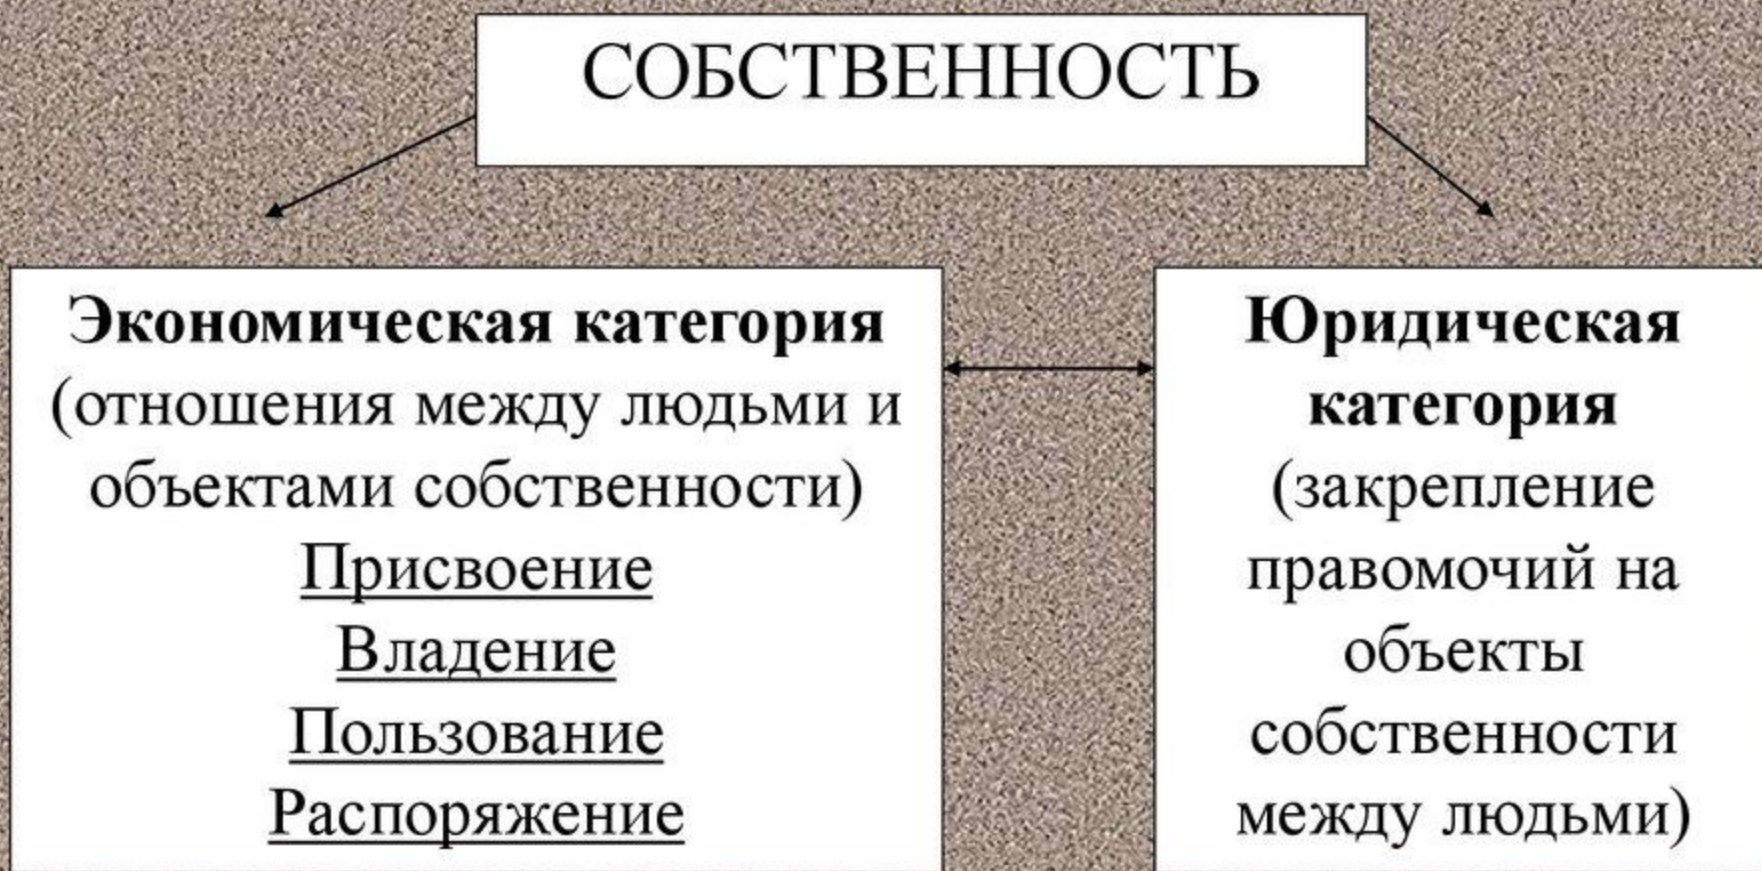 СОБСТВЕННОСТЬ
Экономическая категория
(отношения между людьми и
объектами собственности)
Присвоение
Владение
Пользование
Распоряжение
Юридическая
категория
(закрепление
правомочий на
объекты
собственности
между людьми)